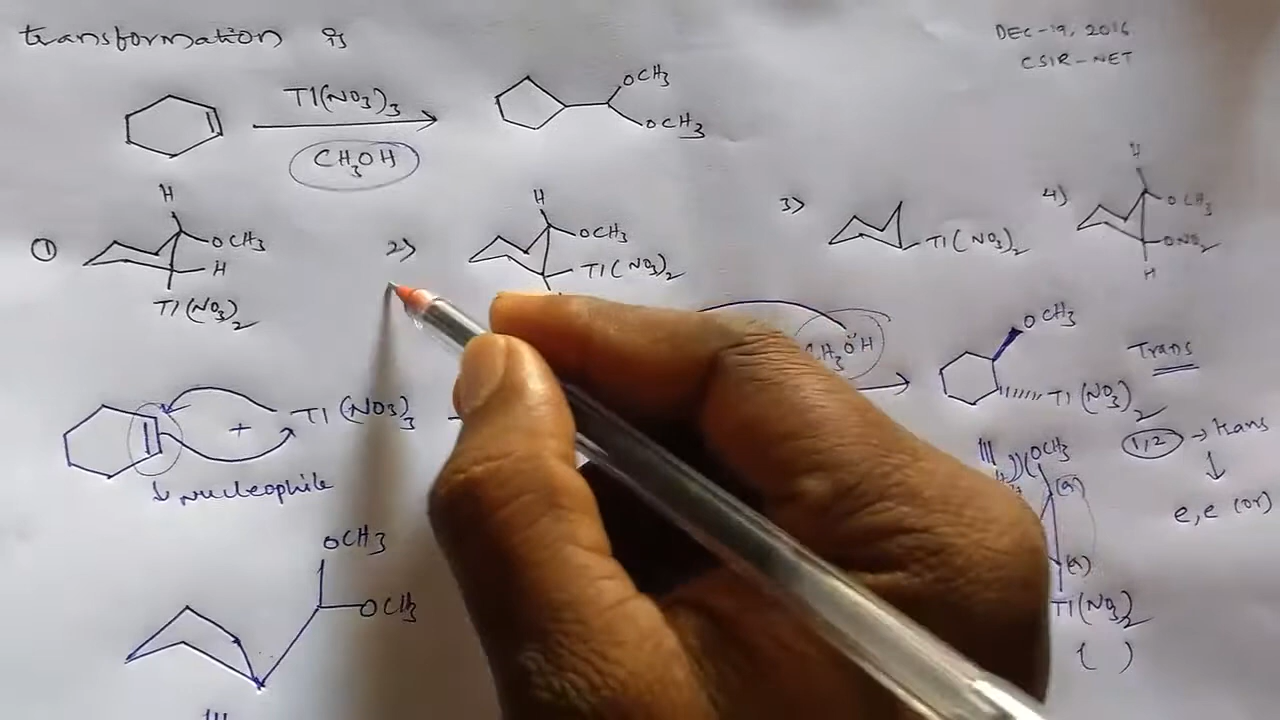 transformation is
DEC-19, 2016
CSIR-NET
Tl(NO3)3
CH3OH
OCH3
OCH3
①
H
OCH3
H
Tl(NO3)2
2>
H
OCH3
Tl(NO3)2
3>
Tl(NO3)2
4)
H
OCH3
ONO2
H
+ Tl(NO3)3
↓ Nucleophile
H3ÖH
OCH3
Tl(NO3)2
Trans
1,2 → trans
↓
e,e (or)
OCH3
(a)
(a)
Tl(NO3)2
( )
OCH3
OCH3